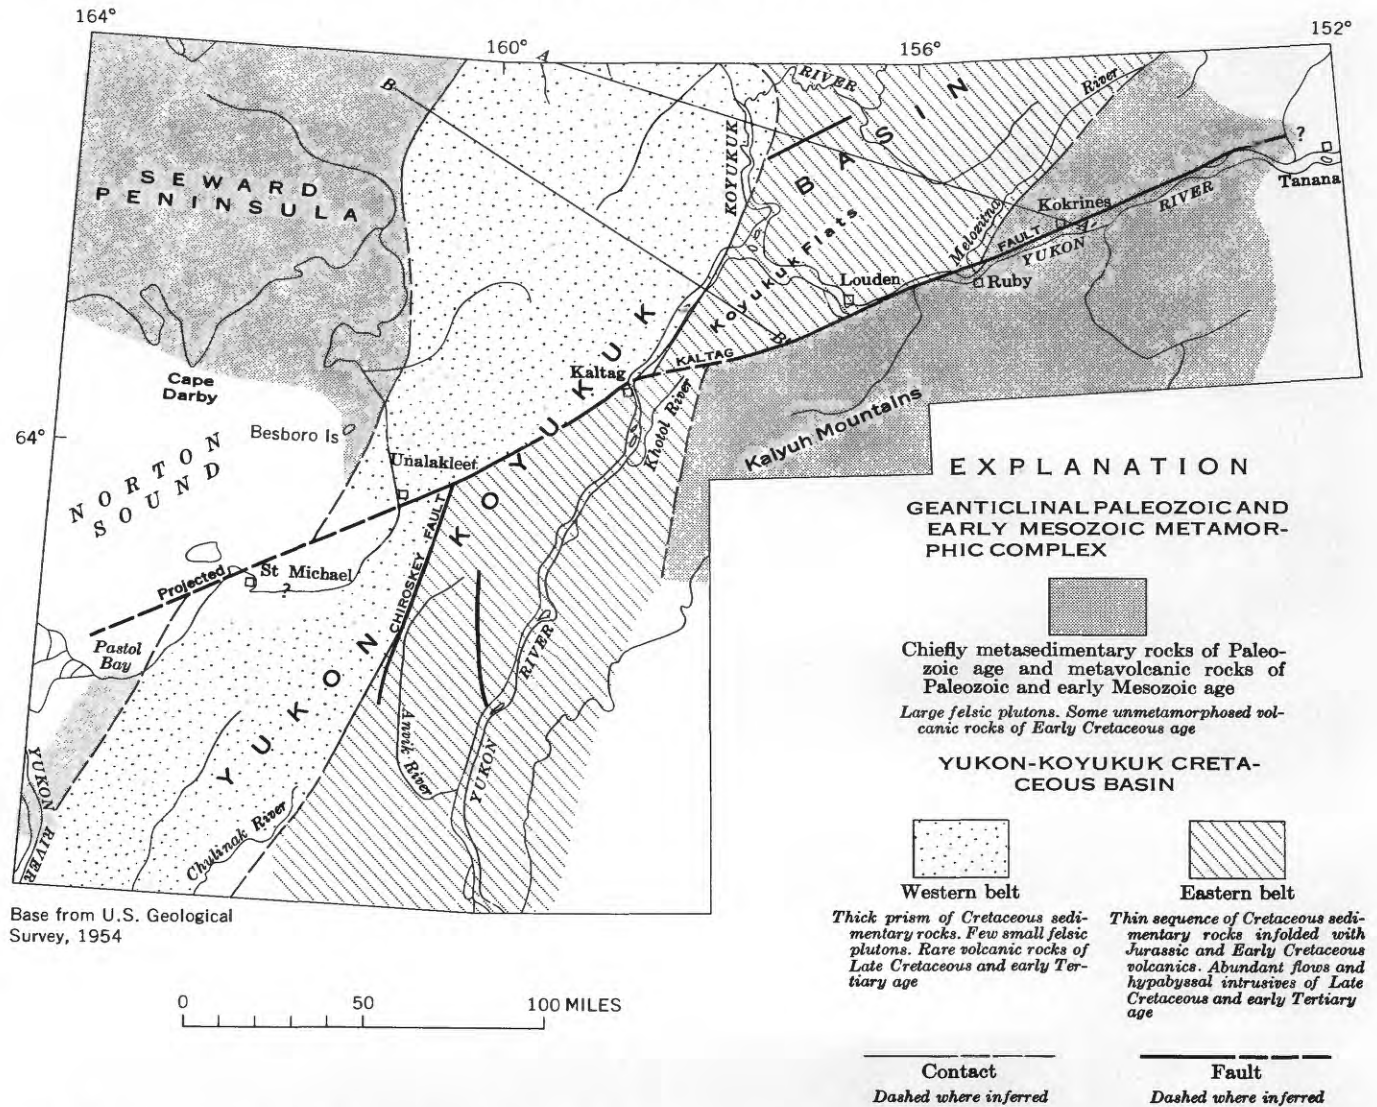 164°
160°
156°
152°
A
B
RIVER
River
KOYUKUK
BASIN
SEWARD
PENINSULA
?
Tanana
Kokrines
RIVER
Melozitna
FAULT
YUKON
Koyukuk Flats
Louden
Ruby
B'
KALTAG
Kaltag
Cape
Darby
Khotol River
Kaiyuh Mountains
Besboro Is
64°
NORTON
SOUND
Unalakleet
YUKON KOYUKUK
CHIROSKEY FAULT
Projected
St Michael
?
Pastol
Bay
RIVER
Anvik River
YUKON
YUKON RIVER
Chulinak River
Base from U.S. Geological
Survey, 1954
0 50 100 MILES
EXPLANATION
GEANTICLINAL PALEOZOIC AND
EARLY MESOZOIC METAMOR-
PHIC COMPLEX
Chiefly metasedimentary rocks of Paleo-
zoic age and metavolcanic rocks of
Paleozoic and early Mesozoic age
Large felsic plutons. Some unmetamorphosed vol-
canic rocks of Early Cretaceous age
YUKON-KOYUKUK CRETA-
CEOUS BASIN
Western belt
Thick prism of Cretaceous sedi-
mentary rocks. Few small felsic
plutons. Rare volcanic rocks of
Late Cretaceous and early Ter-
tiary age
Eastern belt
Thin sequence of Cretaceous sedi-
mentary rocks infolded with
Jurassic and Early Cretaceous
volcanics. Abundant flows and
hypabyssal intrusives of Late
Cretaceous and early Tertiary
age
Contact
Dashed where inferred
Fault
Dashed where inferred